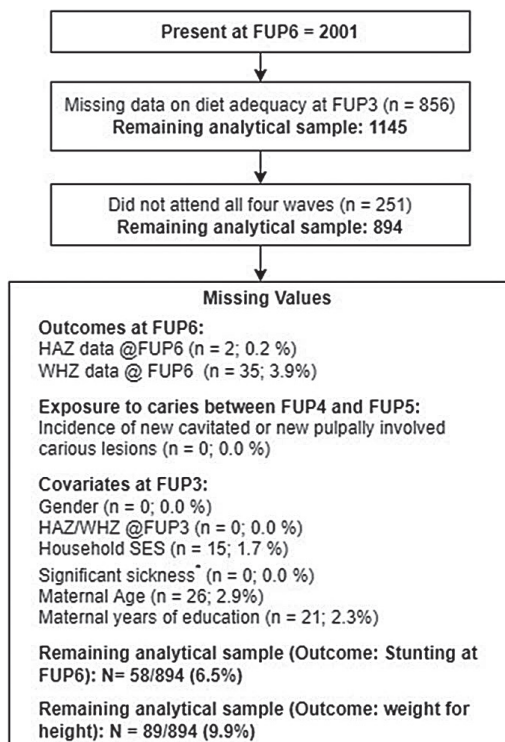 Present at FUP6 = 2001
Missing data on diet adequacy at FUP3 (n = 856)
Remaining analytical sample: 1145
Did not attend all four waves (n = 251)
Remaining analytical sample: 894
Missing Values
Outcomes at FUP6:
HAZ data @FUP6 (n = 2; 0.2 %)
WHZ data @ FUP6 (n = 35; 3.9%)
Exposure to caries between FUP4 and FUP5:
Incidence of new cavitated or new pulpally involved
carious lesions (n = 0; 0.0 %)
Covariates at FUP3:
Gender (n = 0; 0.0 %)
HAZ/WHZ @FUP3 (n = 0; 0.0 %)
Household SES (n = 15; 1.7 %)
Significant sickness* (n = 0; 0.0 %)
Maternal Age (n = 26; 2.9%)
Maternal years of education (n = 21; 2.3%)
Remaining analytical sample (Outcome: Stunting at
FUP6): N= 58/894 (6.5%)
Remaining analytical sample (Outcome: weight for
height): N = 89/894 (9.9%)